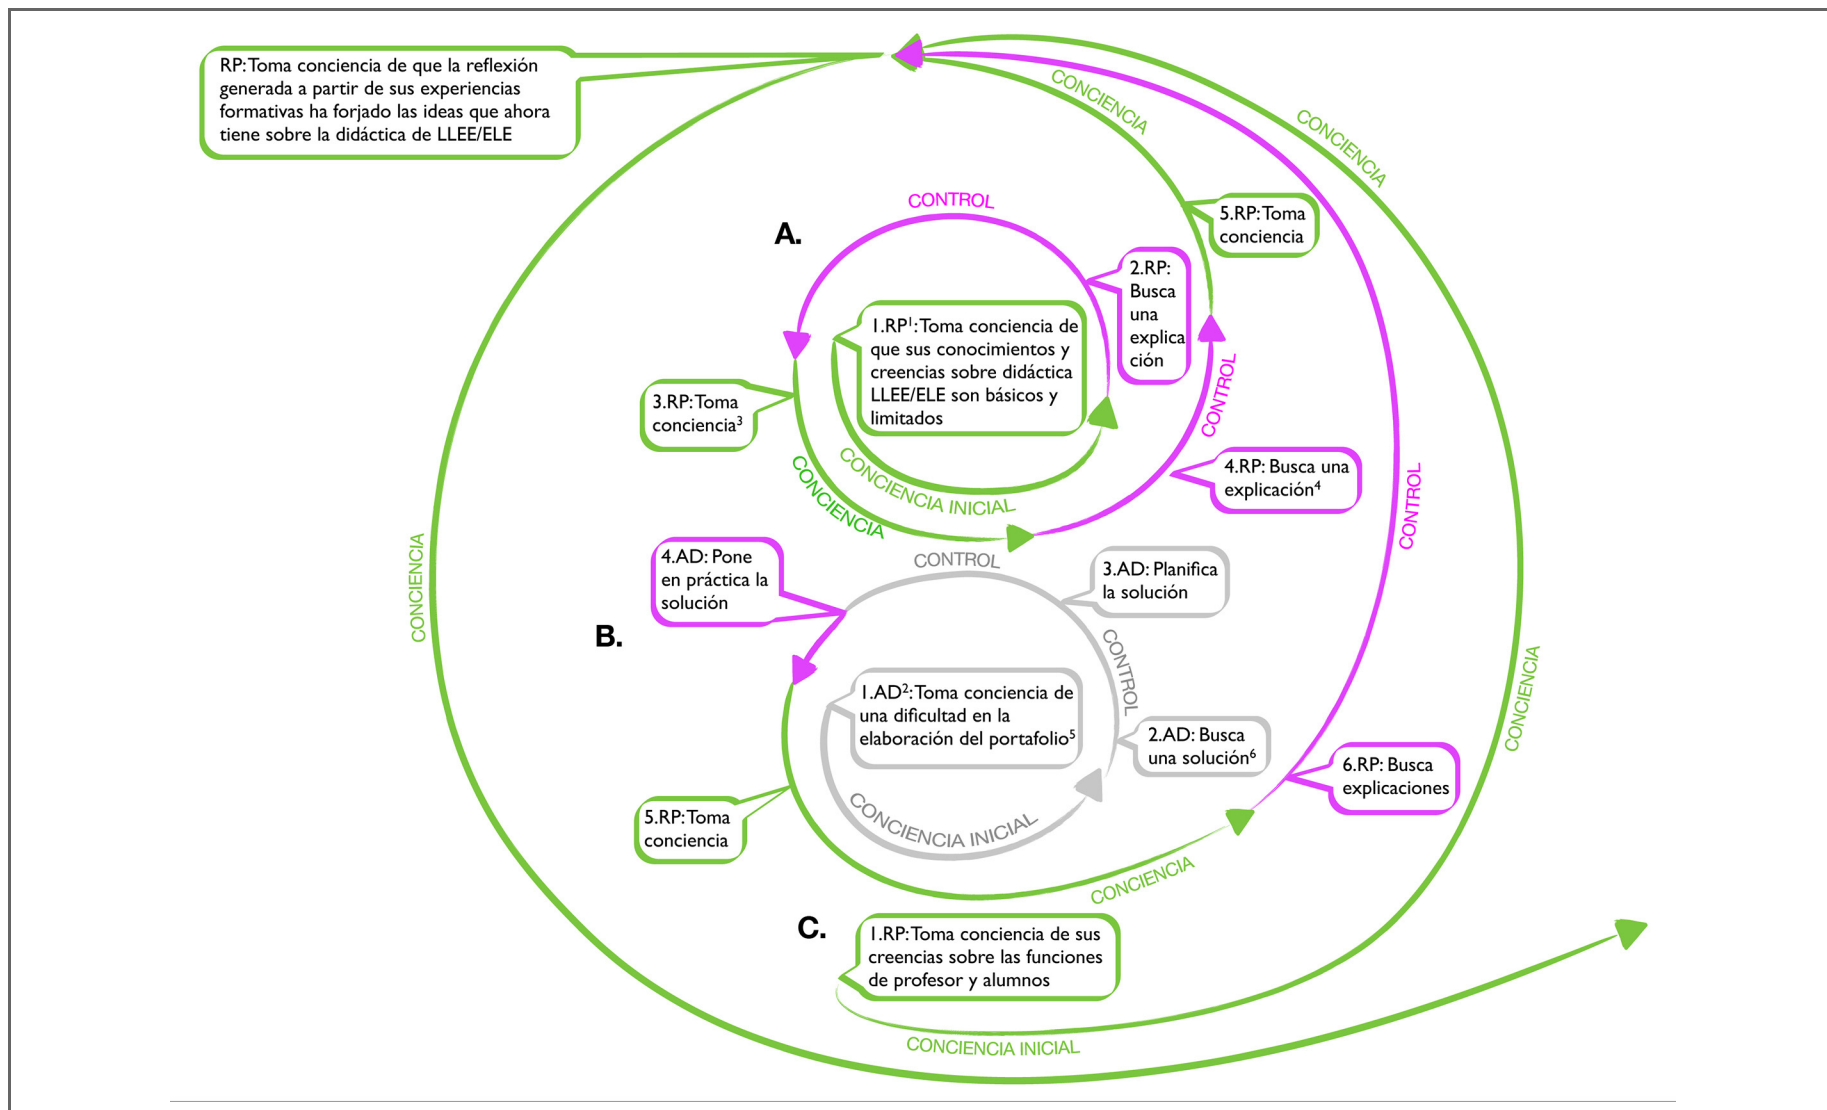 RP:Toma conciencia de que la reflexión
generada a partir de sus experiencias
formativas ha forjado las ideas que ahora
tiene sobre la didáctica de LLEE/ELE
CONCIENCIA
CONCIENCIA
CONTROL
A.
5.RP:Toma
conciencia
2.RP:
Busca
una
explica
ción
1.RP¹:Toma conciencia de
que sus conocimientos y
creencias sobre didáctica
LLEE/ELE son básicos y
limitados
3.RP:Toma
conciencia³
CONTROL
CONCIENCIA INICIAL
CONCIENCIA
4.RP: Busca una
explicación⁴
CONTROL
CONCIENCIA
4.AD: Pone
en práctica la
solución
CONTROL
3.AD: Planifica
la solución
B.
CONTROL
1.AD²:Toma conciencia de
una dificultad en la
elaboración del portafolio⁵
2.AD: Busca
una solución⁶
CONCIENCIA
6.RP: Busca
explicaciones
5.RP:Toma
conciencia
CONCIENCIA INICIAL
CONCIENCIA
C.
1.RP:Toma conciencia de sus
creencias sobre las funciones
de profesor y alumnos
CONCIENCIA INICIAL